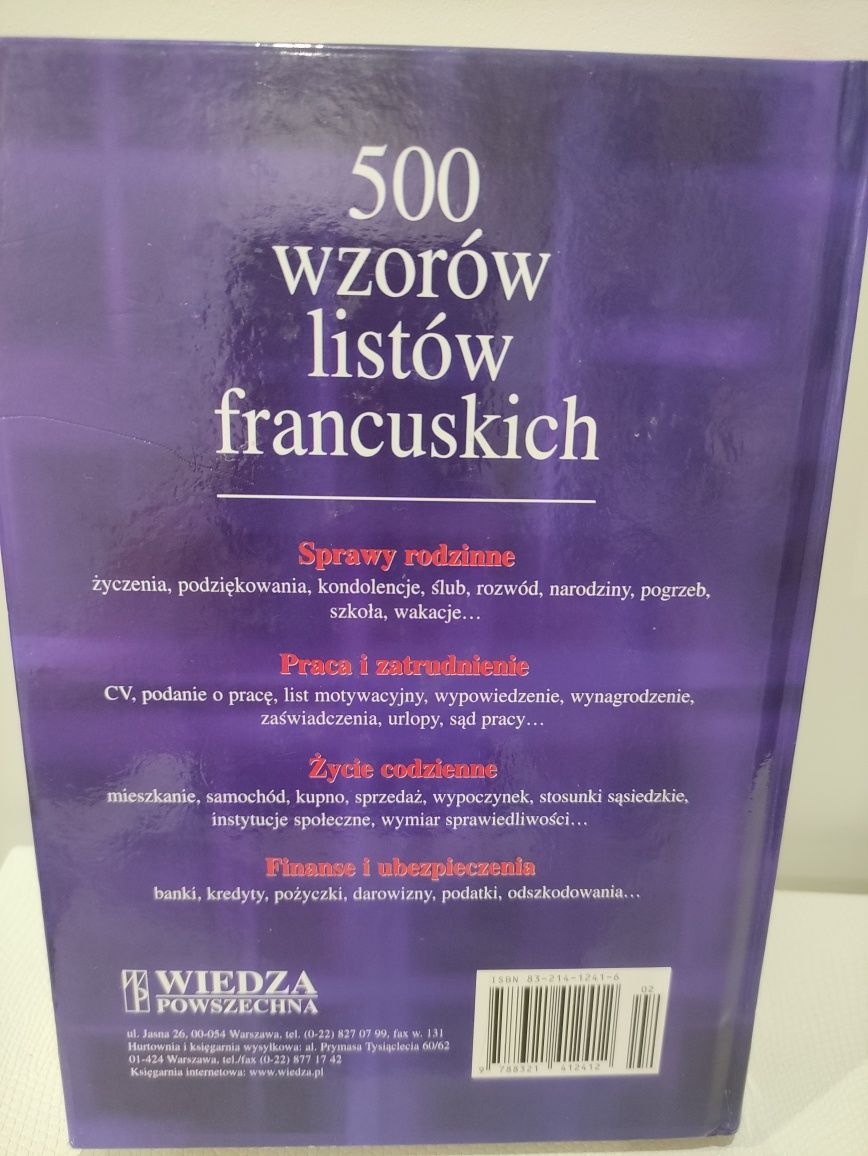 500
wzorów
listów
francuskich
Sprawy rodzinne
życzenia, podziękowania, kondolencje, ślub, rozwód, narodziny, pogrzeb,
szkoła, wakacje...
Praca i zatrudnienie
CV, podanie o pracę, list motywacyjny, wypowiedzenie, wynagrodzenie,
zaświadczenia, urlopy, sąd pracy...
Życie codzienne
mieszkanie, samochód, kupno, sprzedaż, wypoczynek, stosunki sąsiedzkie,
instytucje społeczne, wymiar sprawiedliwości...
Finanse i ubezpieczenia
banki, kredyty, pożyczki, darowizny, podatki, odszkodowania...
WIEDZA
POWSZECHNA
ul. Jasna 26, 00-054 Warszawa, tel. (0-22) 827 07 99, fax w. 131
Hurtownia i księgarnia wysyłkowa: al. Prymasa Tysiąclecia 60/62
01-424 Warszawa, tel./fax (0-22) 877 17 42
Księgarnia internetowa: www.wiedza.pl
ISBN 83-214-1241-6
02
9 788321 412412